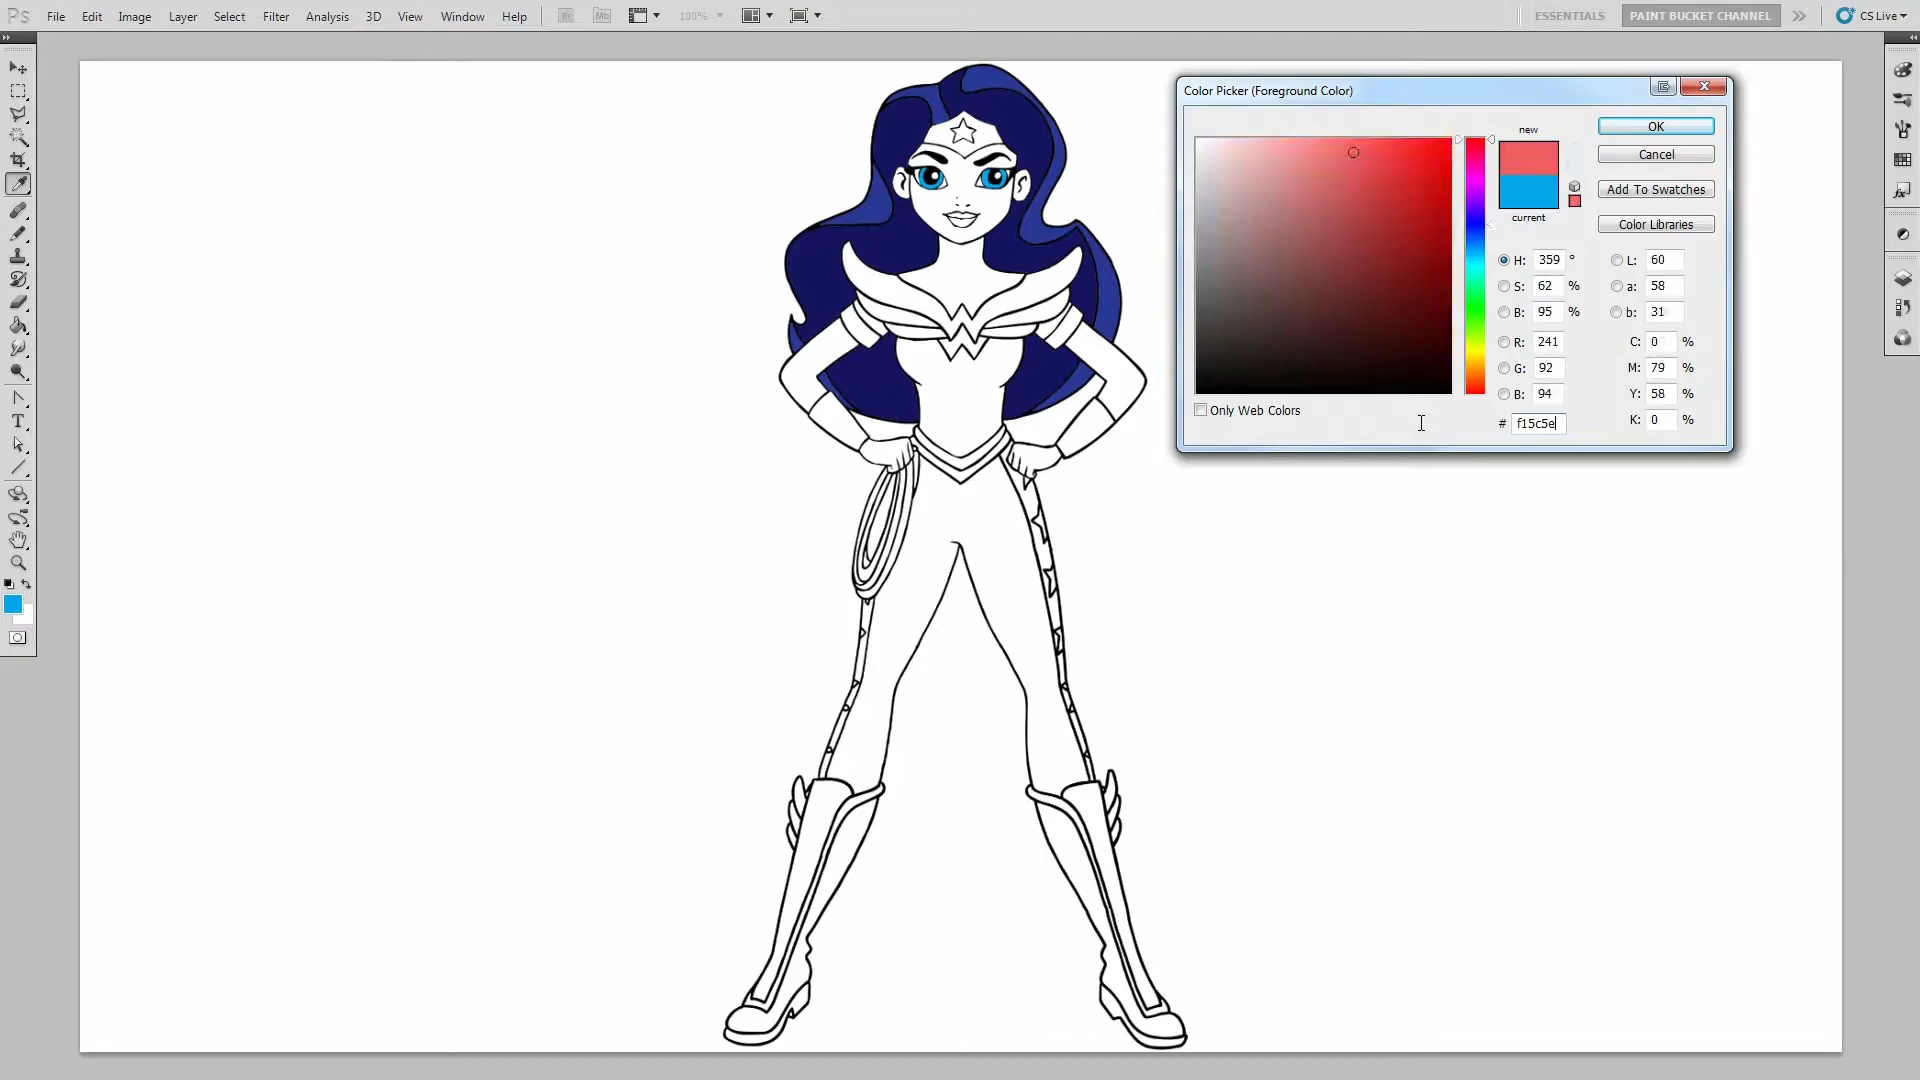 Ps File Edit Image Layer Select Filter Analysis 3D View Window Help Br Mb 100% ESSENTIALS PAINT BUCKET CHANNEL CS Live
Color Picker (Foreground Color)
new
current
OK
Cancel
Add To Swatches
Color Libraries
H: 359 ° L: 60
S: 62 % a: 58
B: 95 % b: 31
R: 241 C: 0 %
G: 92 M: 79 %
B: 94 Y: 58 %
# f15c5e K: 0 %
Only Web Colors